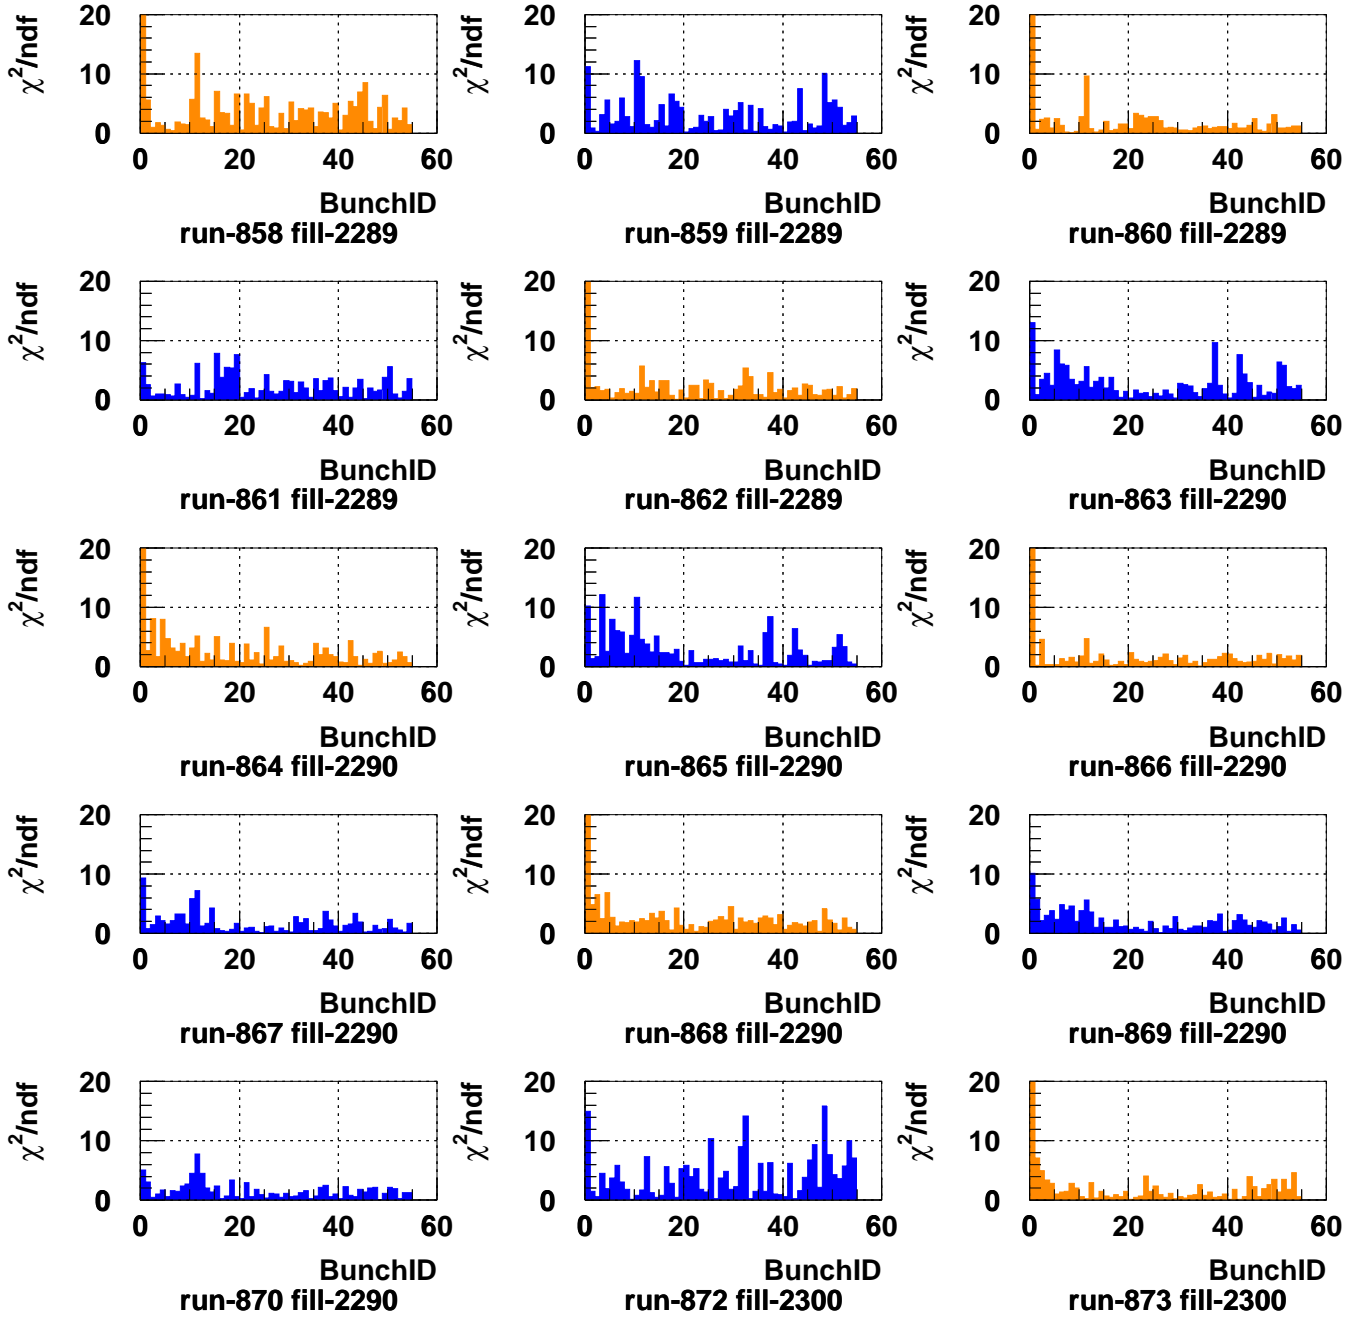 χ²/ndf
20
10
0
0 20 40 60
BunchID
run-858 fill-2289
χ²/ndf
20
10
0
0 20 40 60
BunchID
run-859 fill-2289
χ²/ndf
20
10
0
0 20 40 60
BunchID
run-860 fill-2289
χ²/ndf
20
10
0
0 20 40 60
BunchID
run-861 fill-2289
χ²/ndf
20
10
0
0 20 40 60
BunchID
run-862 fill-2289
χ²/ndf
20
10
0
0 20 40 60
BunchID
run-863 fill-2290
χ²/ndf
20
10
0
0 20 40 60
BunchID
run-864 fill-2290
χ²/ndf
20
10
0
0 20 40 60
BunchID
run-865 fill-2290
χ²/ndf
20
10
0
0 20 40 60
BunchID
run-866 fill-2290
χ²/ndf
20
10
0
0 20 40 60
BunchID
run-867 fill-2290
χ²/ndf
20
10
0
0 20 40 60
BunchID
run-868 fill-2290
χ²/ndf
20
10
0
0 20 40 60
BunchID
run-869 fill-2290
χ²/ndf
20
10
0
0 20 40 60
BunchID
run-870 fill-2290
χ²/ndf
20
10
0
0 20 40 60
BunchID
run-872 fill-2300
χ²/ndf
20
10
0
0 20 40 60
BunchID
run-873 fill-2300